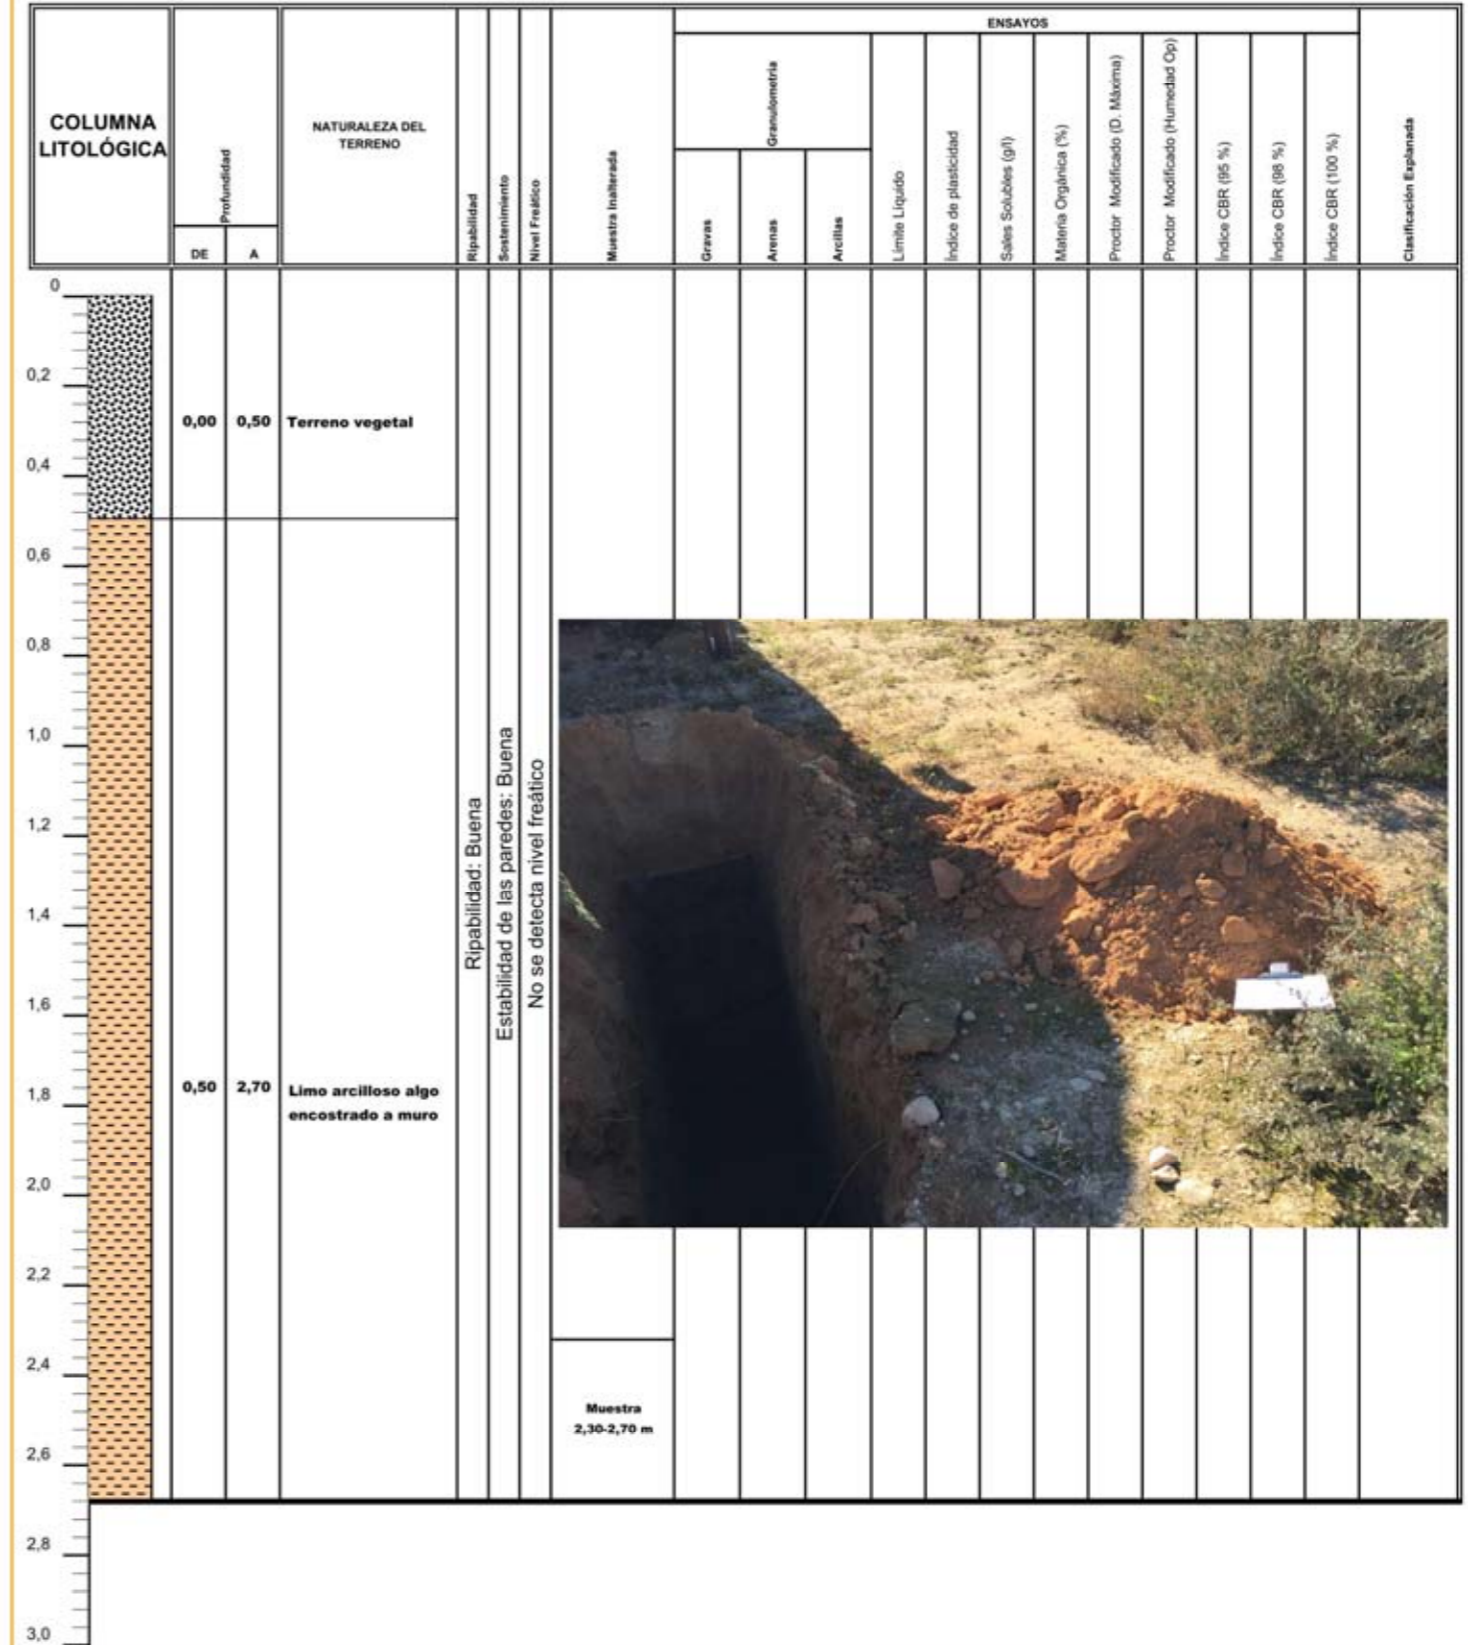 ENSAYOS
COLUMNA
LITOLÓGICA
Profundidad
DE
A
NATURALEZA DEL
TERRENO
Ripabilidad
Sostenimiento
Nivel Freático
Muestra Inalterada
Granulometria
Gravas
Arenas
Arcillas
Límite Líquido
Índice de plasticidad
Sales Solubles (g/l)
Materia Orgánica (%)
Proctor Modificado (D. Máxima)
Proctor Modificado (Humedad Op)
Índice CBR (95 %)
Índice CBR (98 %)
Índice CBR (100 %)
Clasificación Explanada
0
0,2
0,4
0,6
0,8
1,0
1,2
1,4
1,6
1,8
2,0
2,2
2,4
2,6
2,8
3,0
0,00 0,50 Terreno vegetal
0,50 2,70 Limo arcilloso algo
encostrado a muro
Ripabilidad: Buena
Estabilidad de las paredes: Buena
No se detecta nivel freático
Muestra
2,30-2,70 m